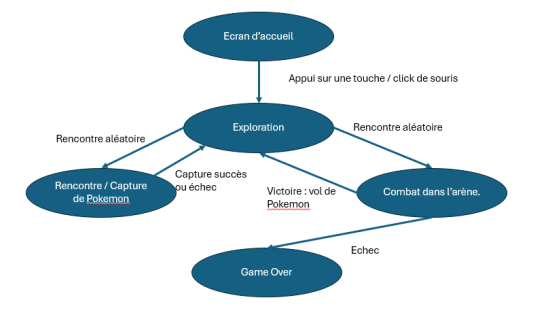 Ecran d'accueil
Appui sur une touche / click de souris
Exploration
Rencontre aléatoire
Rencontre aléatoire
Rencontre / Capture
de Pokemon
Capture succès
ou échec
Victoire : vol de
Pokemon
Combat dans l'arène.
Echec
Game Over